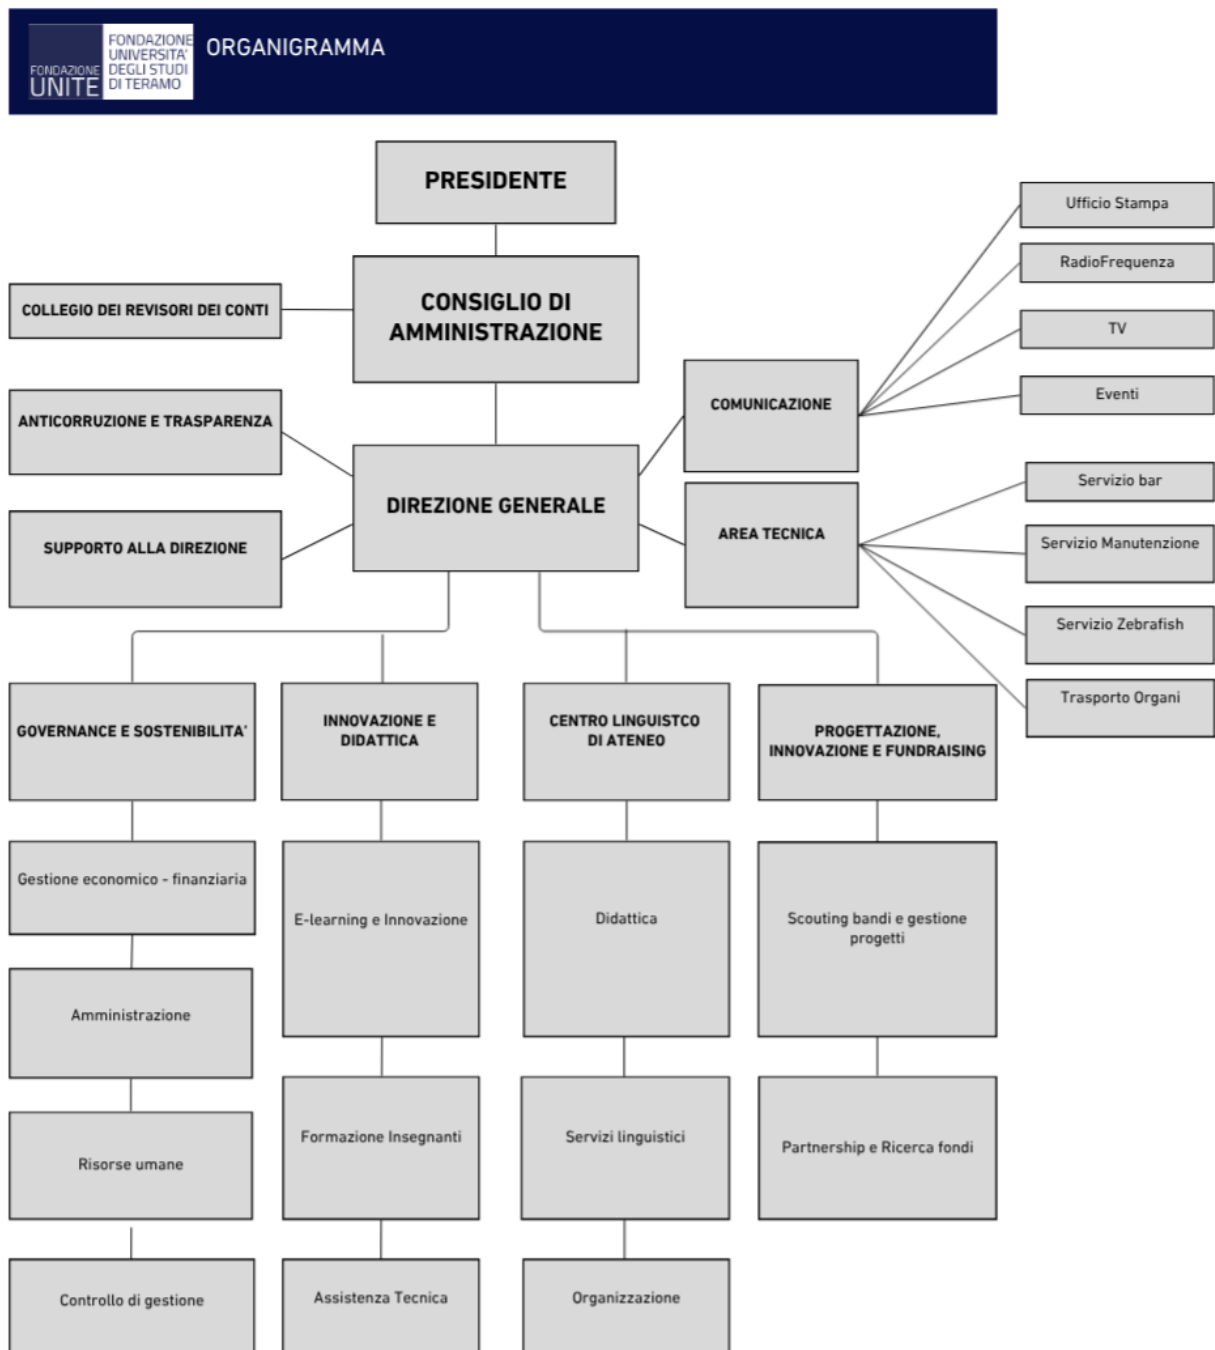 FONDAZIONE
UNITE
FONDAZIONE
UNIVERSITA'
DEGLI STUDI
DI TERAMO
ORGANIGRAMMA
PRESIDENTE
CONSIGLIO DI
AMMINISTRAZIONE
COLLEGIO DEI REVISORI DEI CONTI
ANTICORRUZIONE E TRASPARENZA
SUPPORTO ALLA DIREZIONE
DIREZIONE GENERALE
COMUNICAZIONE
Ufficio Stampa
RadioFrequenza
TV
Eventi
AREA TECNICA
Servizio bar
Servizio Manutenzione
Servizio Zebrafish
Trasporto Organi
GOVERNANCE E SOSTENIBILITA'
Gestione economico - finanziaria
Amministrazione
Risorse umane
Controllo di gestione
INNOVAZIONE E
DIDATTICA
E-learning e Innovazione
Formazione Insegnanti
Assistenza Tecnica
CENTRO LINGUISTCO
DI ATENEO
Didattica
Servizi linguistici
Organizzazione
PROGETTAZIONE,
INNOVAZIONE E FUNDRAISING
Scouting bandi e gestione
progetti
Partnership e Ricerca fondi